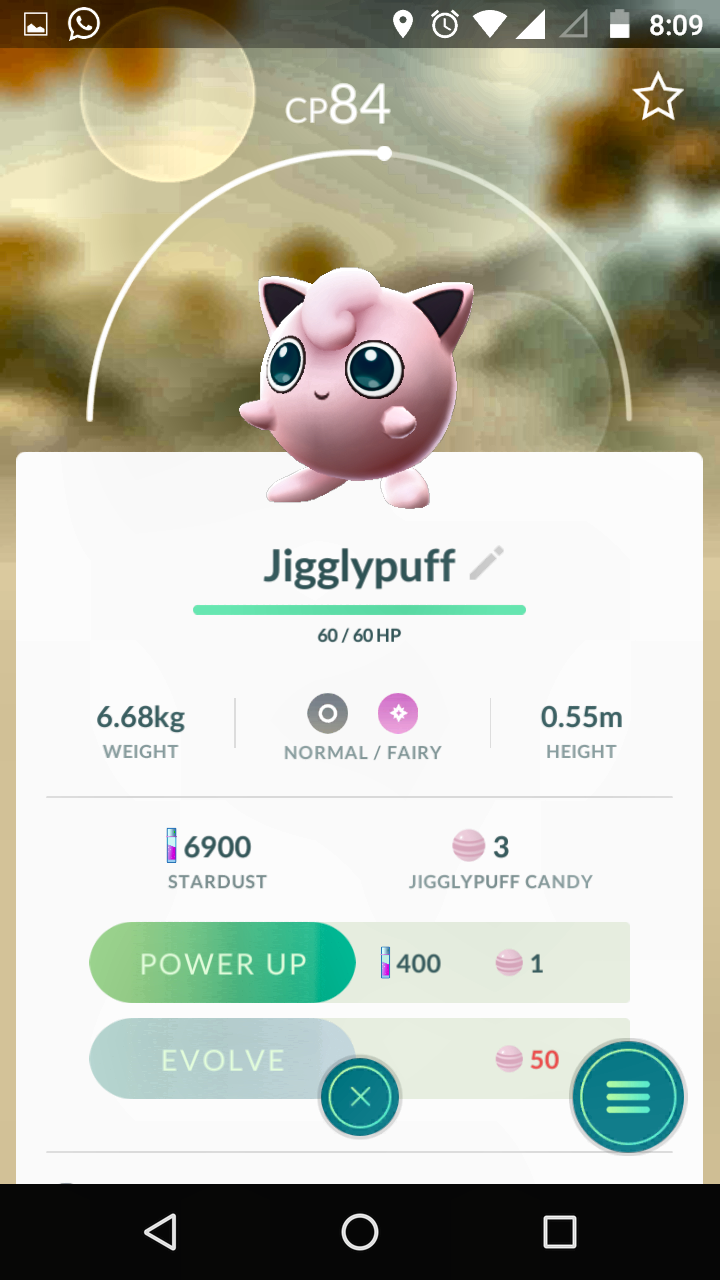 8:09
CP84
Jigglypuff
60 / 60 HP
6.68kg
WEIGHT
NORMAL / FAIRY
0.55m
HEIGHT
6900
STARDUST
3
JIGGLYPUFF CANDY
POWER UP 400 1
EVOLVE 50